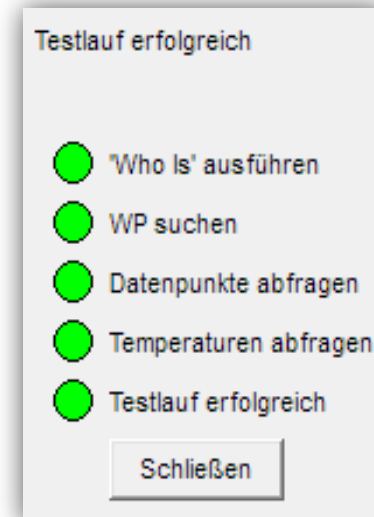 Testlauf erfolgreich
'Who Is' ausführen
WP suchen
Datenpunkte abfragen
Temperaturen abfragen
Testlauf erfolgreich
Schließen